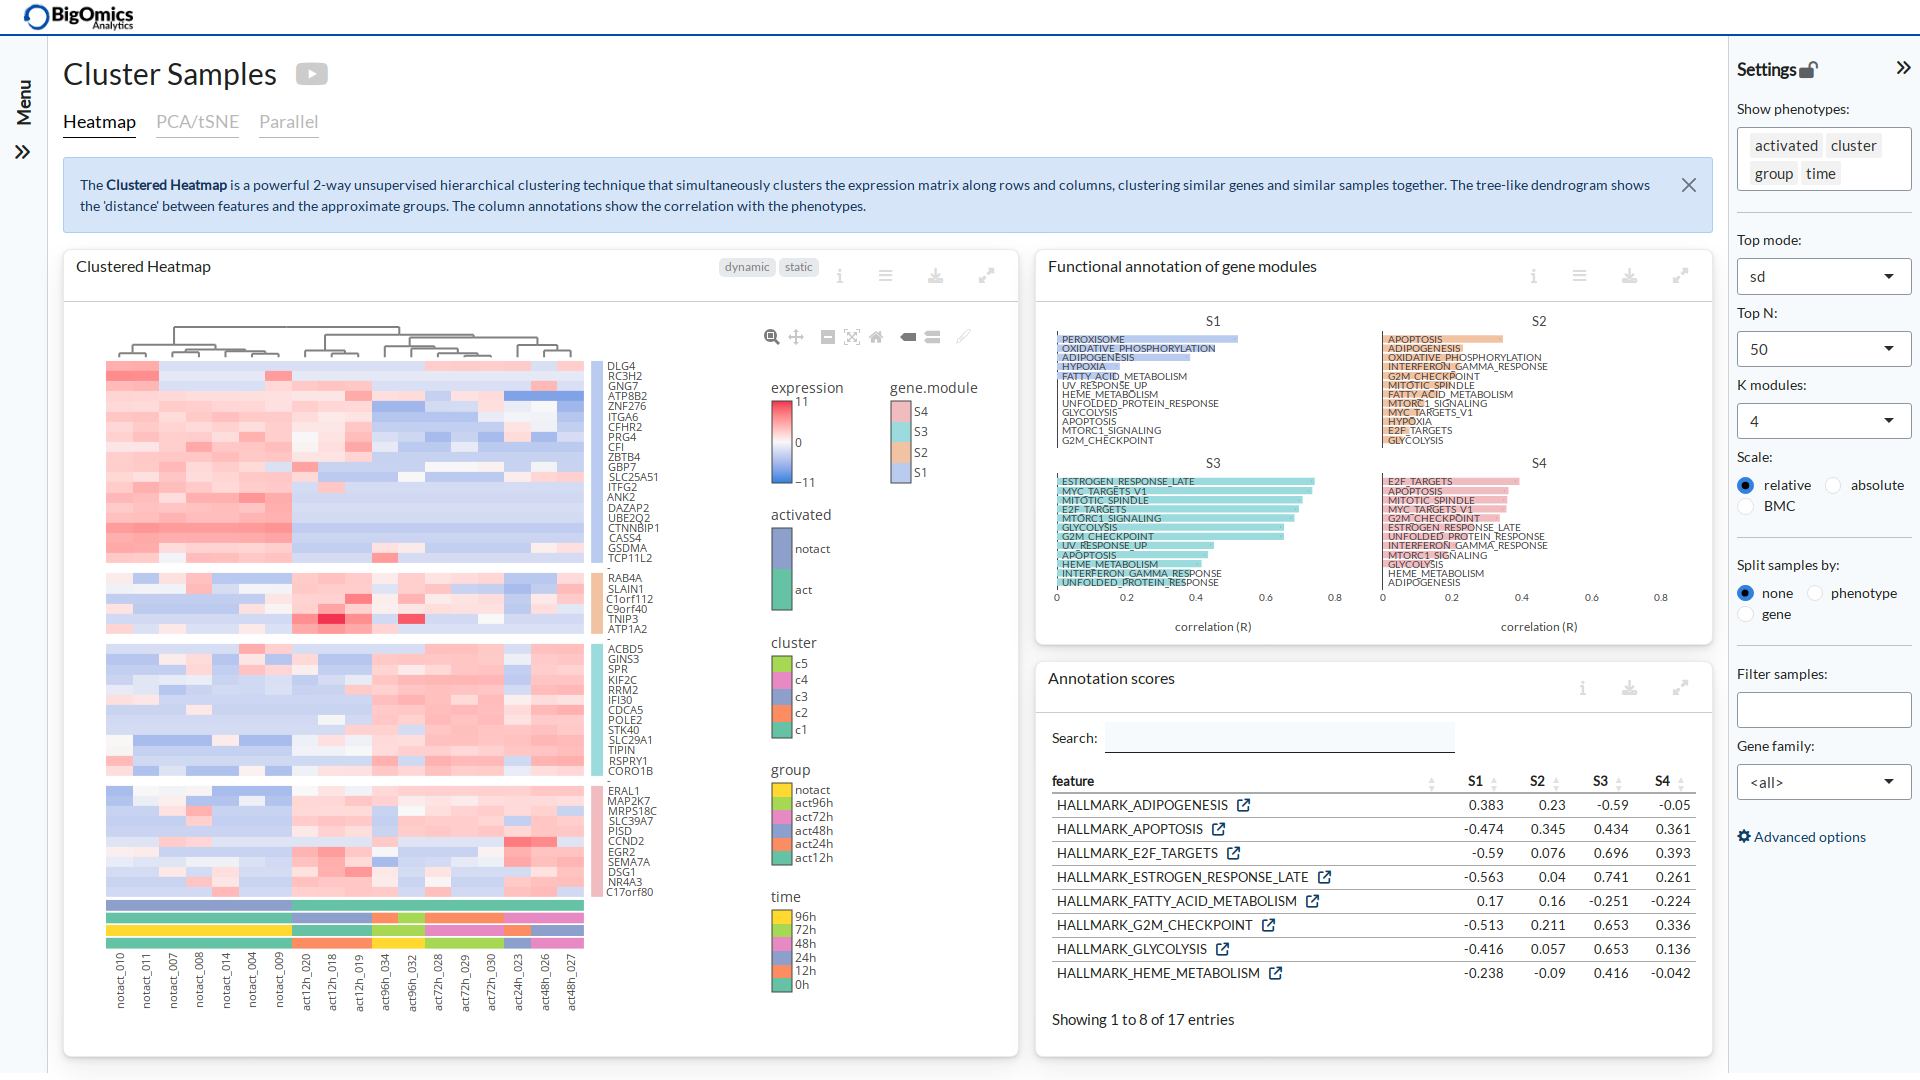 BigOmics
Analytics
Menu
Cluster Samples
Heatmap PCA/tSNE Parallel
The Clustered Heatmap is a powerful 2-way unsupervised hierarchical clustering technique that simultaneously clusters the expression matrix along rows and columns, clustering similar genes and similar samples together. The tree-like dendrogram shows
the 'distance' between features and the approximate groups. The column annotations show the correlation with the phenotypes.
Clustered Heatmap
dynamic static
DLG4
RC3H2
GNG7
ATP8B2
ZNF276
ITGA6
CFHR2
PRG4
CFI
ZBTB4
GBP7
SLC25A51
ITFG2
ANK2
DAZAP2
UBE2Q2
CTNNBIP1
CASS4
GSDMA
TCP11L2
-
RAB4A
SLAIN1
C1orf112
C9orf40
TNIP3
ATP1A2
-
ACBD5
GINS3
SPR
KIF2C
RRM2
IFI30
CDCA5
POLE2
STK40
SLC29A1
TIPIN
RSPRY1
CORO1B
-
ERAL1
MAP2K7
MRPS18C
SLC39A7
PISD
CCND2
EGR2
SEMA7A
DSG1
NR4A3
C17orf80
notact_010
notact_011
notact_007
notact_008
notact_014
notact_004
notact_009
act12h_020
act12h_018
act12h_019
act96h_034
act96h_032
act72h_028
act72h_029
act72h_030
act24h_023
act48h_026
act48h_027
expression
11
0
−11
gene.module
S4
S3
S2
S1
activated
notact
act
cluster
c5
c4
c3
c2
c1
group
notact
act96h
act72h
act48h
act24h
act12h
time
96h
72h
48h
24h
12h
0h
Functional annotation of gene modules
S1
PEROXISOME
OXIDATIVE_PHOSPHORYLATION
ADIPOGENESIS
HYPOXIA
FATTY_ACID_METABOLISM
UV_RESPONSE_UP
HEME_METABOLISM
UNFOLDED_PROTEIN_RESPONSE
GLYCOLYSIS
APOPTOSIS
MTORC1_SIGNALING
G2M_CHECKPOINT
S2
APOPTOSIS
ADIPOGENESIS
OXIDATIVE_PHOSPHORYLATION
INTERFERON_GAMMA_RESPONSE
G2M_CHECKPOINT
MITOTIC_SPINDLE
FATTY_ACID_METABOLISM
MTORC1_SIGNALING
MYC_TARGETS_V1
HYPOXIA
E2F_TARGETS
GLYCOLYSIS
S3
ESTROGEN_RESPONSE_LATE
MYC_TARGETS_V1
MITOTIC_SPINDLE
E2F_TARGETS
MTORC1_SIGNALING
GLYCOLYSIS
G2M_CHECKPOINT
UV_RESPONSE_UP
APOPTOSIS
HEME_METABOLISM
INTERFERON_GAMMA_RESPONSE
UNFOLDED_PROTEIN_RESPONSE
0 0.2 0.4 0.6 0.8
correlation (R)
S4
E2F_TARGETS
APOPTOSIS
MITOTIC_SPINDLE
MYC_TARGETS_V1
G2M_CHECKPOINT
ESTROGEN_RESPONSE_LATE
UNFOLDED_PROTEIN_RESPONSE
INTERFERON_GAMMA_RESPONSE
MTORC1_SIGNALING
GLYCOLYSIS
HEME_METABOLISM
ADIPOGENESIS
0 0.2 0.4 0.6 0.8
correlation (R)
Annotation scores
Search:
feature S1 S2 S3 S4
HALLMARK_ADIPOGENESIS 0.383 0.23 -0.59 -0.05
HALLMARK_APOPTOSIS -0.474 0.345 0.434 0.361
HALLMARK_E2F_TARGETS -0.59 0.076 0.696 0.393
HALLMARK_ESTROGEN_RESPONSE_LATE -0.563 0.04 0.741 0.261
HALLMARK_FATTY_ACID_METABOLISM 0.17 0.16 -0.251 -0.224
HALLMARK_G2M_CHECKPOINT -0.513 0.211 0.653 0.336
HALLMARK_GLYCOLYSIS -0.416 0.057 0.653 0.136
HALLMARK_HEME_METABOLISM -0.238 -0.09 0.416 -0.042
Showing 1 to 8 of 17 entries
Settings
Show phenotypes:
activated cluster
group time
Top mode:
sd
Top N:
50
K modules:
4
Scale:
relative absolute
BMC
Split samples by:
none phenotype
gene
Filter samples:
Gene family:
<all>
Advanced options